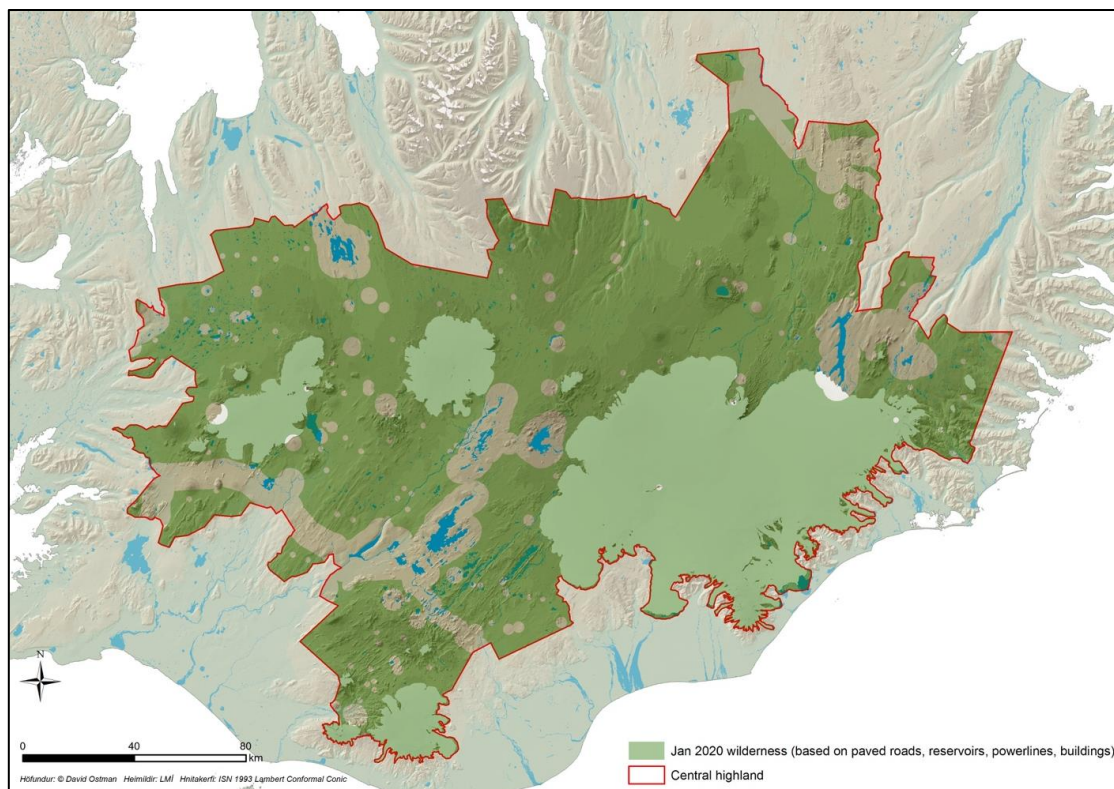 N
0 40 80
km
Jan 2020 wilderness (based on paved roads, reservoirs, powerlines, buildings)
Central highland
Höfundur: © David Ostman Heimildir: LMÍ Hnitakerfi: ISN 1993 Lambert Conformal Conic